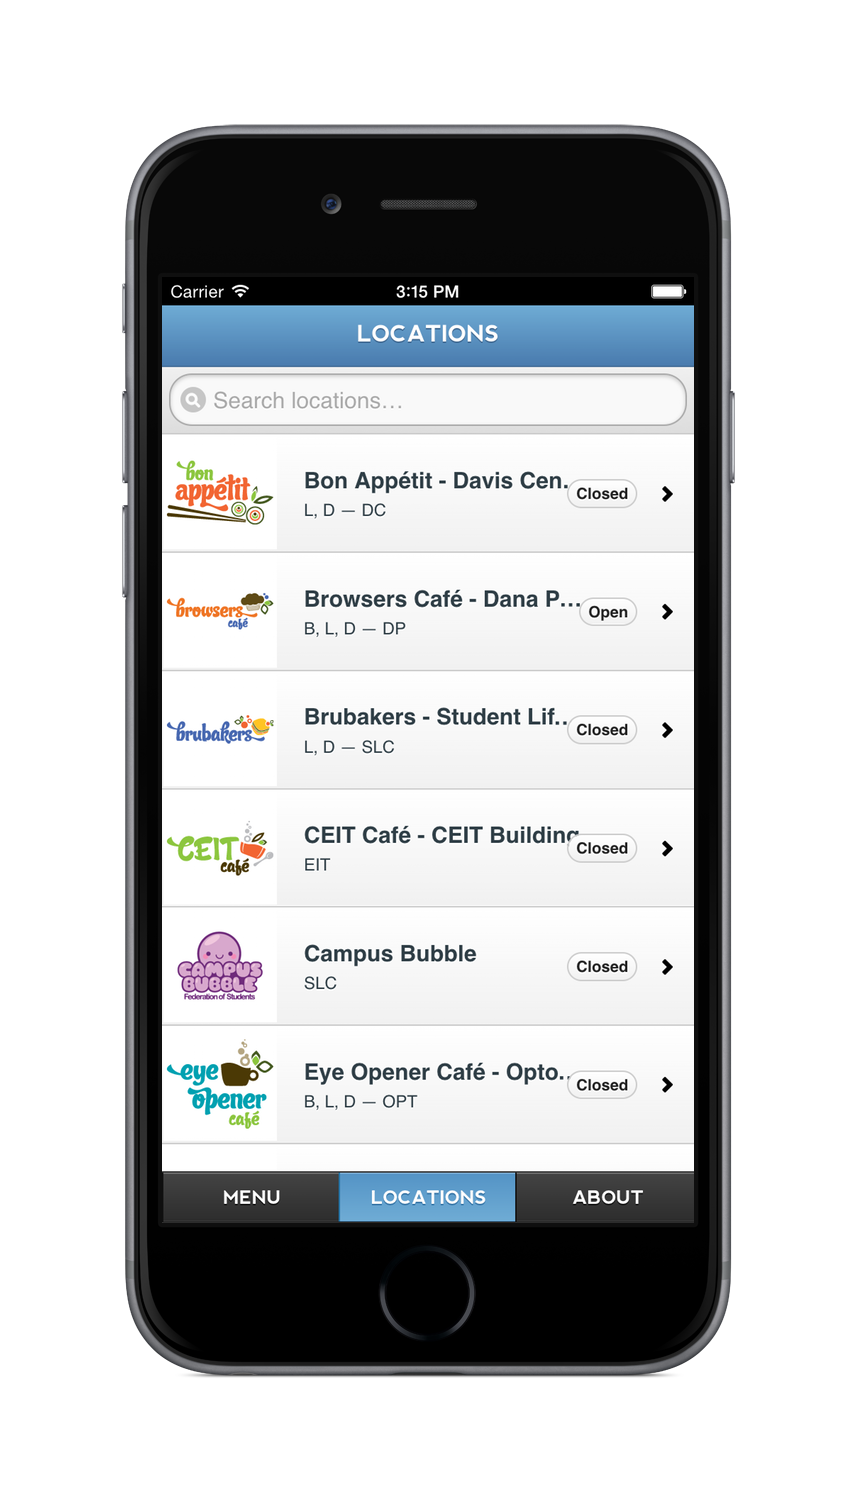 Carrier 3:15 PM
LOCATIONS
Search locations...
bon
appétit
Bon Appétit - Davis Cen..
Closed
L, D — DC
browsers
café
Browsers Café - Dana P...
Open
B, L, D — DP
brubakers
Brubakers - Student Lif...
Closed
L, D — SLC
CEIT
café
CEIT Café - CEIT Building
Closed
EIT
CAMPUS
BUBBLE
Federation of Students
Campus Bubble
Closed
SLC
eye
opener
café
Eye Opener Café - Opto...
Closed
B, L, D — OPT
MENU LOCATIONS ABOUT